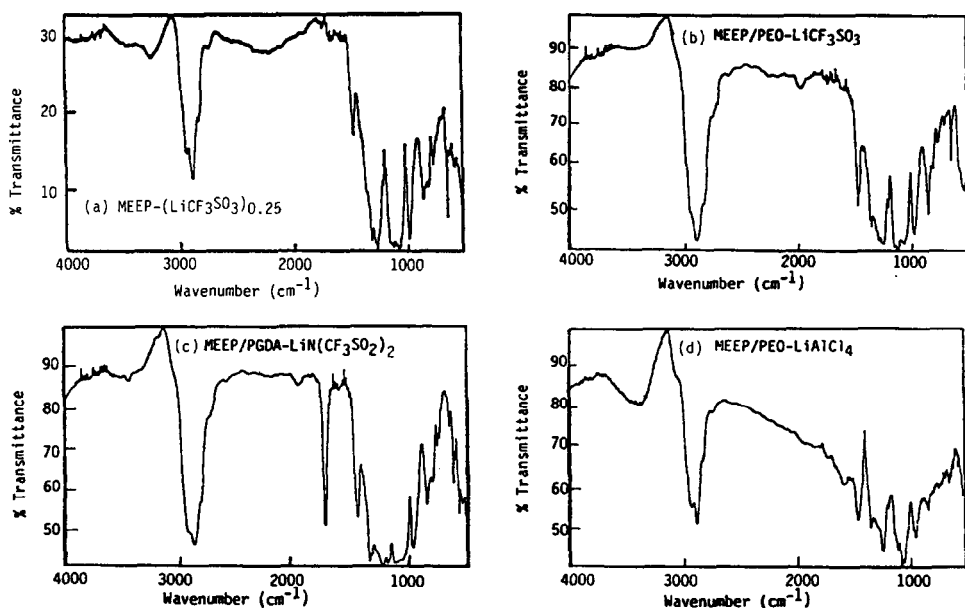 30
20
10
% Transmittance
(a) MEEP-(LiCF3SO3)0.25
4000 3000 2000 1000
Wavenumber (cm-1)
90
80
70
60
50
% Transmittance
(b) MEEP/PEO-LiCF3SO3
4000 3000 2000 1000
Wavenumber (cm-1)
90
80
70
60
50
% Transmittance
(c) MEEP/PGDA-LiN(CF3SO2)2
4000 3000 2000 1000
Wavenumber (cm-1)
90
80
70
60
50
% Transmittance
(d) MEEP/PEO-LiAlCl4
4000 3000 2000 1000
Wavenumber (cm-1)